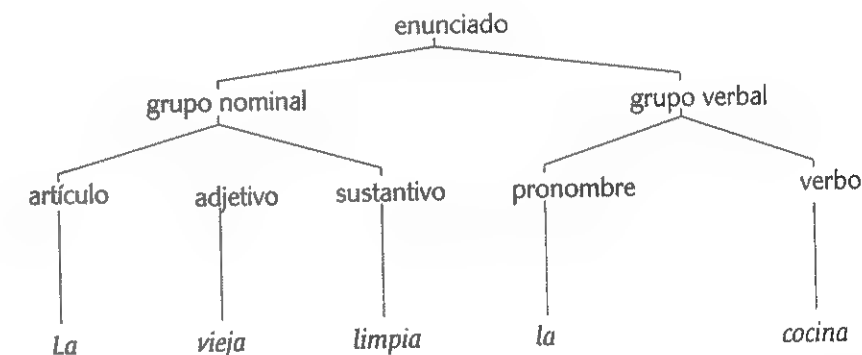 enunciado
grupo nominal grupo verbal
artículo adjetivo sustantivo pronombre verbo
La vieja limpia la cocina